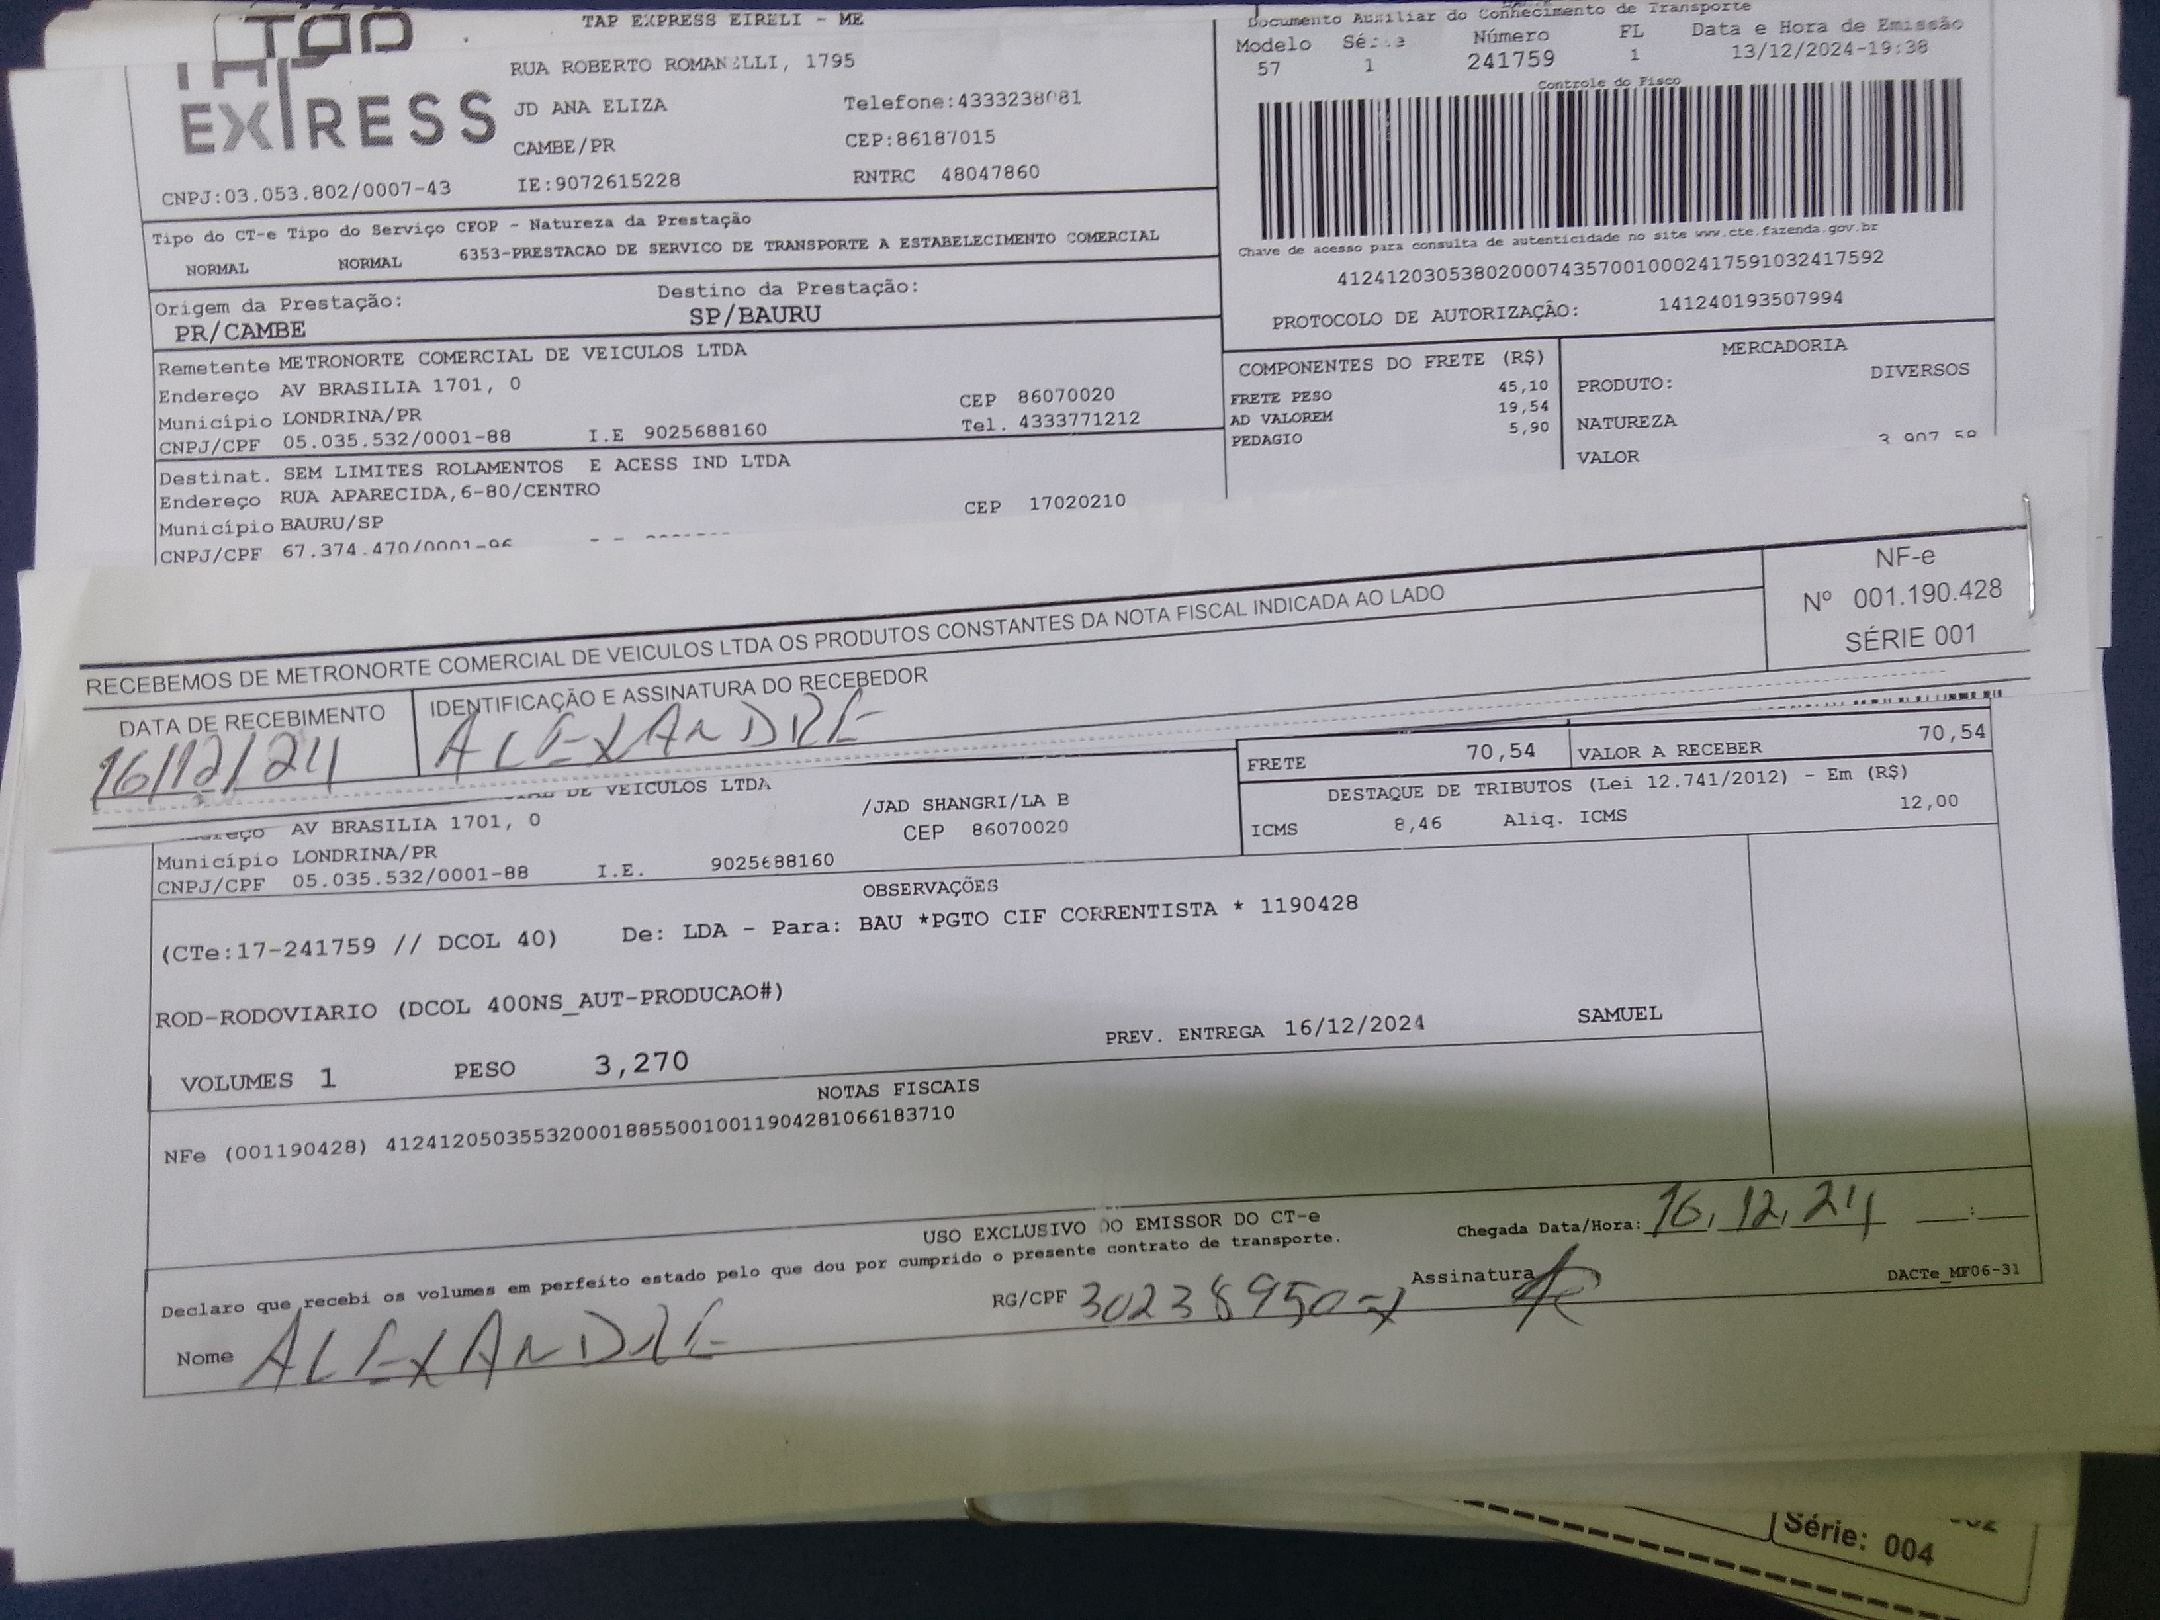 TAP
EXPRESS
TAP EXPRESS EIRELI - ME
RUA ROBERTO ROMANELLI, 1795
JD ANA ELIZA Telefone:4333238081
CAMBE/PR CEP:86187015
CNPJ:03.053.802/0007-43 IE:9072615228 RNTRC 48047860
Documento Auxiliar do Conhecimento de Transporte
Modelo Série Número FL Data e Hora de Emissão
57 1 241759 1 13/12/2024-19:38
Controle do Fisco
Chave de acesso para consulta de autenticidade no site www.cte.fazenda.gov.br
41241203053802000743570010002417591032417592
PROTOCOLO DE AUTORIZAÇÃO: 141240193507994
Tipo do CT-e Tipo do Serviço CFOP - Natureza da Prestação
NORMAL NORMAL 6353-PRESTACAO DE SERVICO DE TRANSPORTE A ESTABELECIMENTO COMERCIAL
Origem da Prestação: Destino da Prestação:
PR/CAMBE SP/BAURU
Remetente METRONORTE COMERCIAL DE VEICULOS LTDA
Endereço AV BRASILIA 1701, 0 CEP 86070020
Município LONDRINA/PR Tel. 4333771212
CNPJ/CPF 05.035.532/0001-88 I.E 9025688160
Destinat. SEM LIMITES ROLAMENTOS E ACESS IND LTDA
Endereço RUA APARECIDA,6-80/CENTRO CEP 17020210
Município BAURU/SP
CNPJ/CPF 67.374.470/0001-96
COMPONENTES DO FRETE (R$)
FRETE PESO 45,10
AD VALOREM 19,54
PEDAGIO 5,90
MERCADORIA
PRODUTO: DIVERSOS
NATUREZA
VALOR 3.907,58
RECEBEMOS DE METRONORTE COMERCIAL DE VEICULOS LTDA OS PRODUTOS CONSTANTES DA NOTA FISCAL INDICADA AO LADO
NF-e
Nº 001.190.428
SÉRIE 001
DATA DE RECEBIMENTO IDENTIFICAÇÃO E ASSINATURA DO RECEBEDOR
16/12/24 ALEXANDRE
FRETE 70,54 VALOR A RECEBER 70,54
DESTAQUE DE TRIBUTOS (Lei 12.741/2012) - Em (R$)
ICMS 8,46 Aliq. ICMS 12,00
DE VEICULOS LTDA
/JAD SHANGRI/LA B
AV BRASILIA 1701, 0 CEP 86070020
Município LONDRINA/PR
CNPJ/CPF 05.035.532/0001-88 I.E. 9025688160
OBSERVAÇÕES
(CTe:17-241759 // DCOL 40) De: LDA - Para: BAU *PGTO CIF CORRENTISTA * 1190428
ROD-RODOVIARIO (DCOL 400NS_AUT-PRODUCAO#)
PREV. ENTREGA 16/12/2024 SAMUEL
VOLUMES 1 PESO 3,270
NOTAS FISCAIS
NFe (001190428) 41241205035532000188550010011904281066183710
USO EXCLUSIVO DO EMISSOR DO CT-e
Declaro que recebi os volumes em perfeito estado pelo que dou por cumprido o presente contrato de transporte.
Chegada Data/Hora: 16,12,24 :
Nome ALEXANDRE RG/CPF 30238950-x Assinatura
DACTe_MF06-31
Série: 004